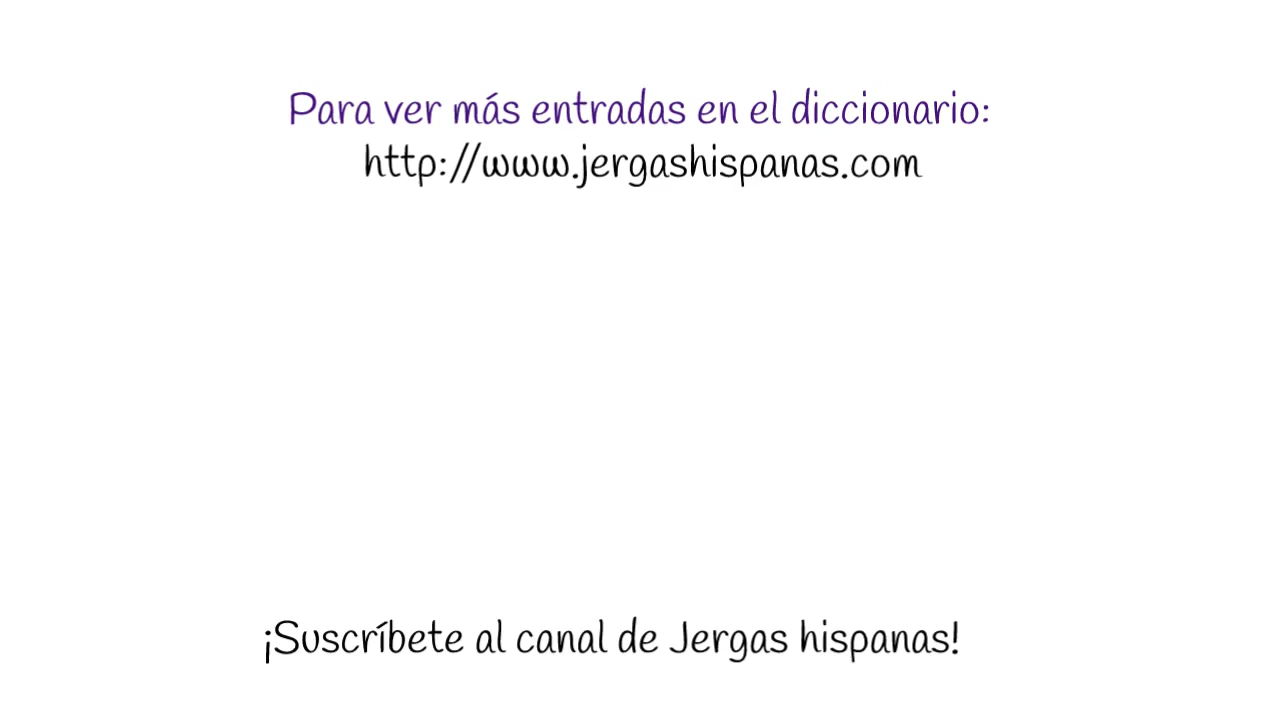 Para ver más entradas en el diccionario:
http://www.jergashispanas.com
¡Suscríbete al canal de Jergas hispanas!